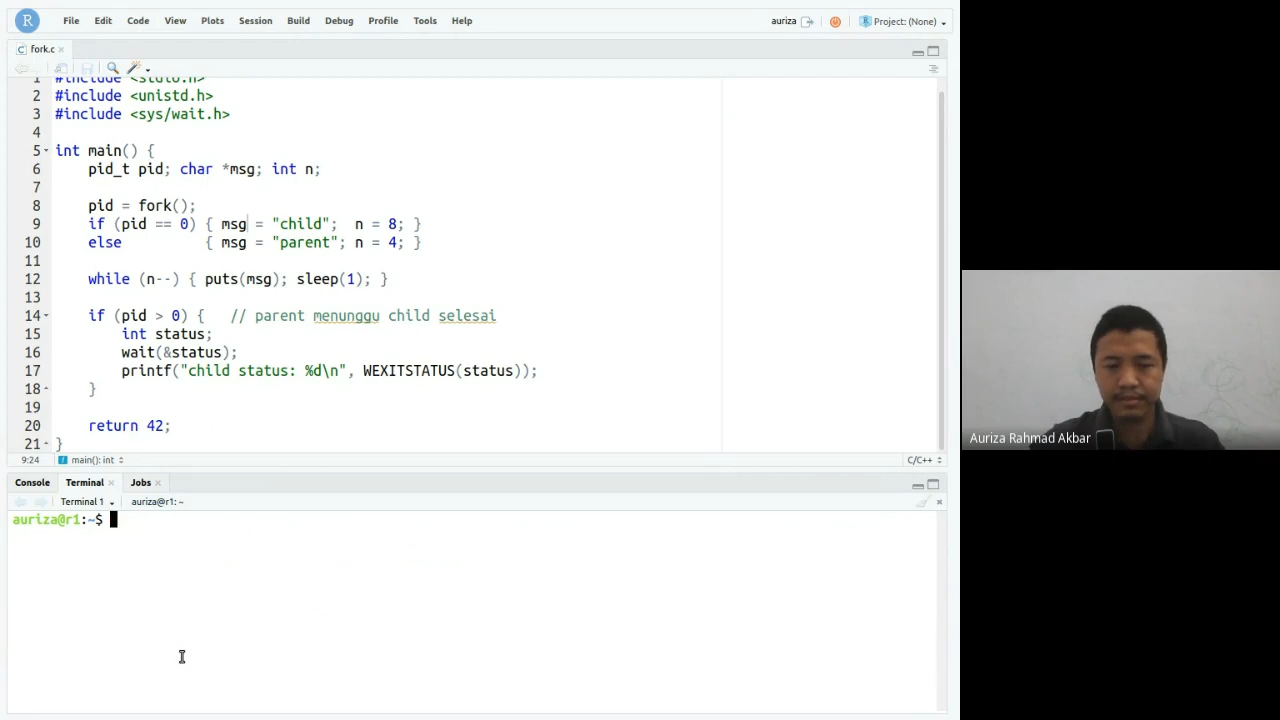 R File Edit Code View Plots Session Build Debug Profile Tools Help auriza Project: (None)
fork.c
1 #include <stdio.h>
2 #include <unistd.h>
3 #include <sys/wait.h>
4
5 int main() {
6 pid_t pid; char *msg; int n;
7
8 pid = fork();
9 if (pid == 0) { msg = "child"; n = 8; }
10 else { msg = "parent"; n = 4; }
11
12 while (n--) { puts(msg); sleep(1); }
13
14 if (pid > 0) { // parent menunggu child selesai
15 int status;
16 wait(&status);
17 printf("child status: %d\n", WEXITSTATUS(status));
18 }
19
20 return 42;
21 }
9:24 main(): int C/C++
Console Terminal Jobs
Terminal 1 auriza@r1: ~
auriza@r1:~$
Auriza Rahmad Akbar